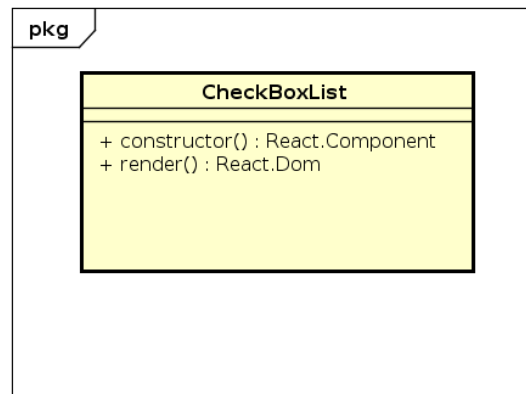 pkg
CheckBoxList
+ constructor() : React.Component
+ render() : React.Dom